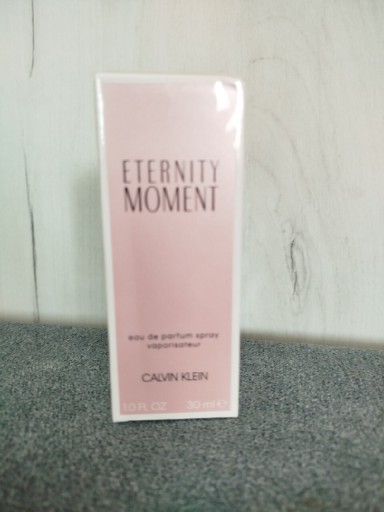 ETERNITY
MOMENT
eau de parfum spray
vaporisateur
CALVIN KLEIN
1.0 FL OZ 30 ml ℮